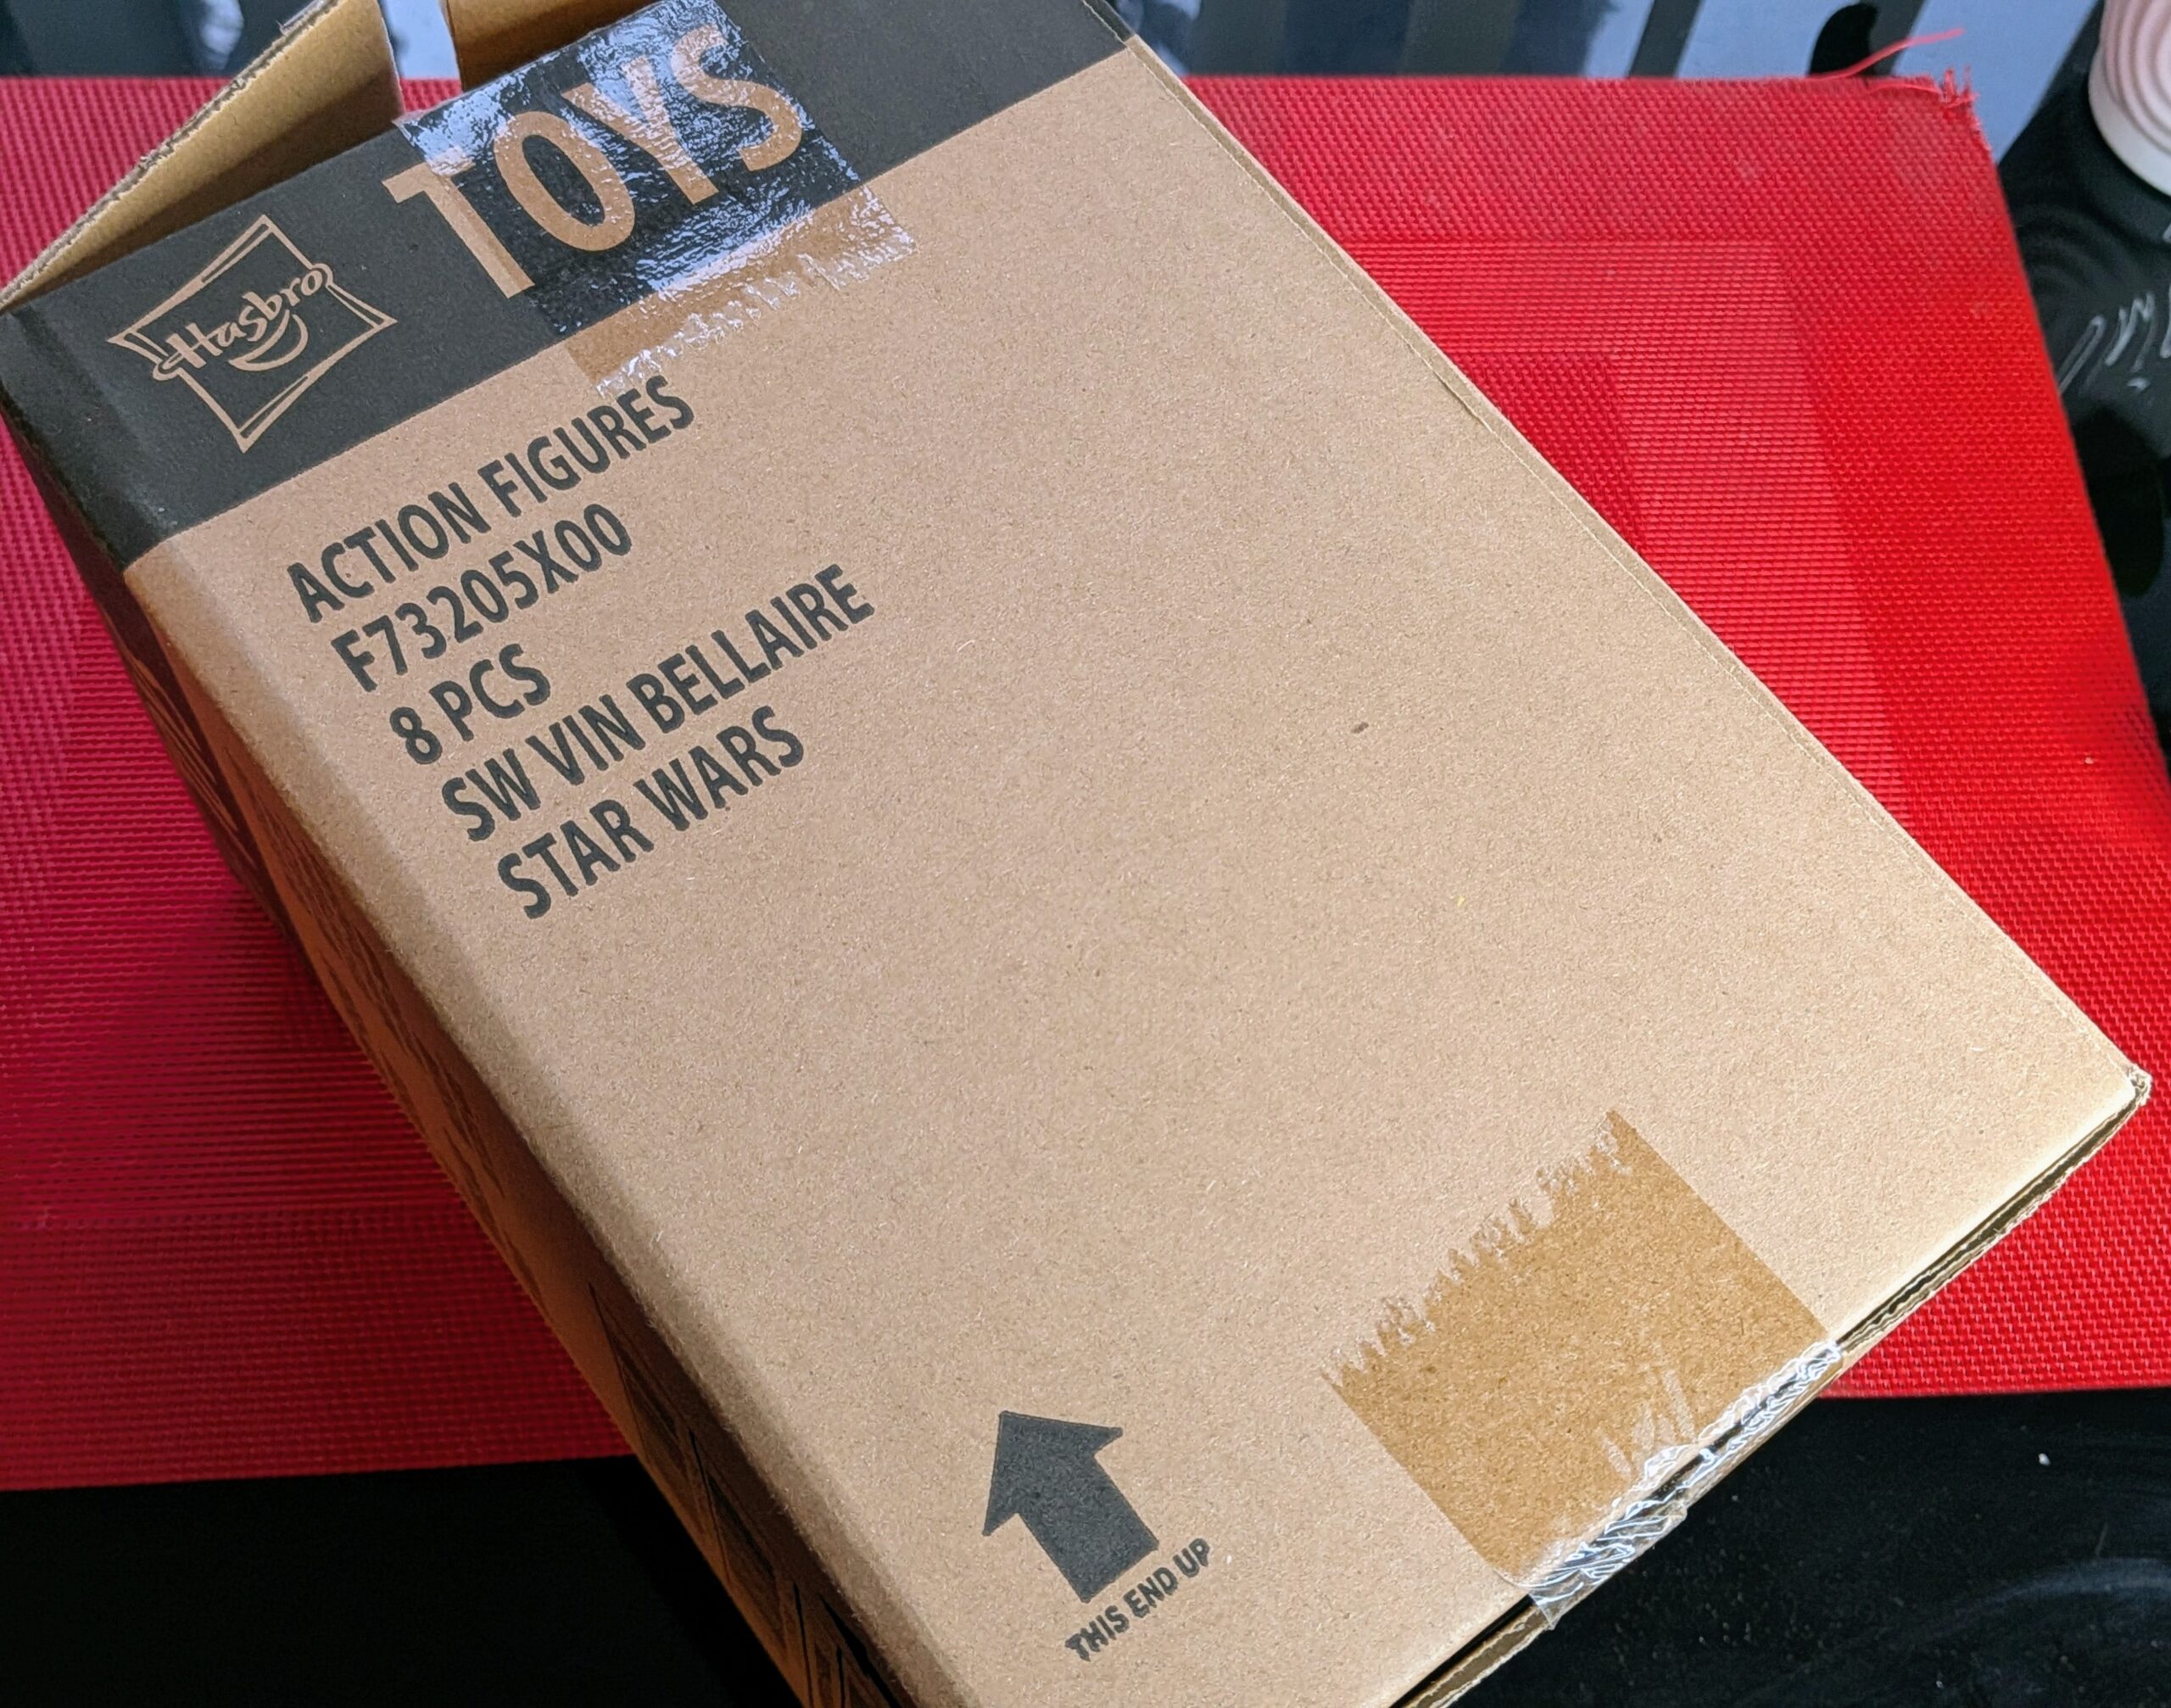 Hasbro
TOYS
ACTION FIGURES
F73205X00
8 PCS
SW VIN BELLAIRE
STAR WARS
THIS END UP